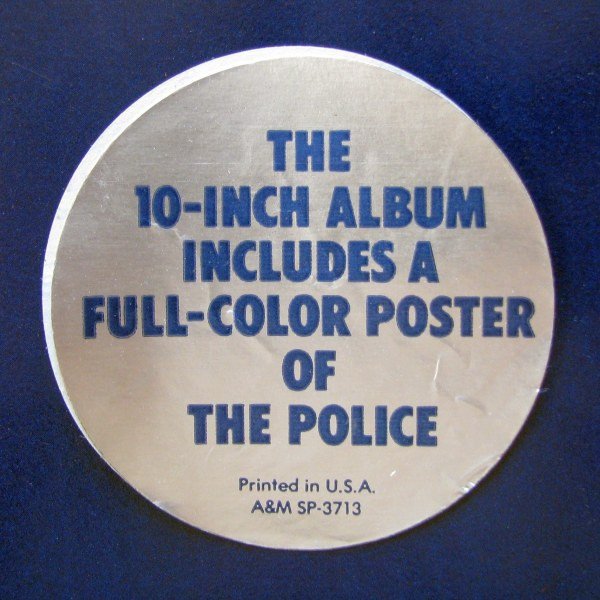 THE
10-INCH ALBUM
INCLUDES A
FULL-COLOR POSTER
OF
THE POLICE
Printed in U.S.A.
A&M SP-3713